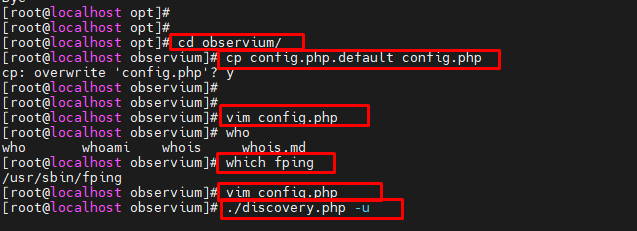 Bye
[root@localhost opt]#
[root@localhost opt]#
[root@localhost opt]# cd observium/
[root@localhost observium]# cp config.php.default config.php
cp: overwrite 'config.php'? y
[root@localhost observium]#
[root@localhost observium]#
[root@localhost observium]# vim config.php
[root@localhost observium]# who
who whoami whois whois.md
[root@localhost observium]# which fping
/usr/sbin/fping
[root@localhost observium]# vim config.php
[root@localhost observium]# ./discovery.php -u